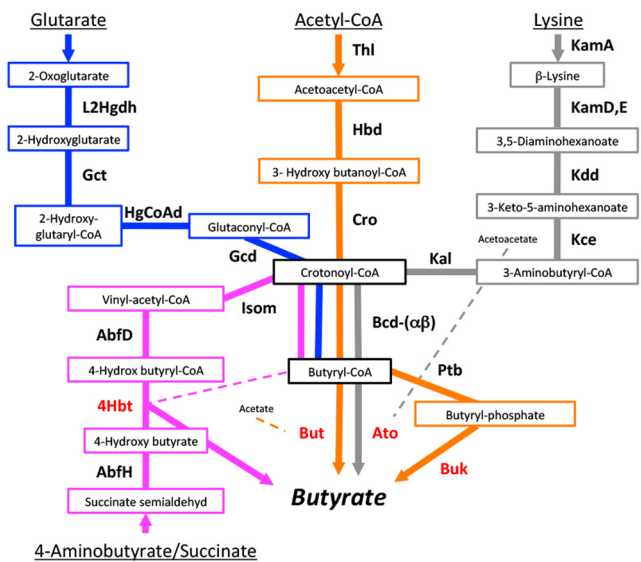 Glutarate
Acetyl-CoA
Lysine
Thl
KamA
2-Oxoglutarate
Acetoacetyl-CoA
β-Lysine
L2Hgdh
Hbd
KamD,E
2-Hydroxyglutarate
3,5-Diaminohexanoate
Gct
3- Hydroxy butanoyl-CoA
Kdd
2-Hydroxy-
glutaryl-CoA
HgCoAd
Glutaconyl-CoA
Cro
3-Keto-5-aminohexanoate
Acetoacetate
Kce
Gcd
Crotonoyl-CoA
Kal
3-Aminobutyryl-CoA
Vinyl-acetyl-CoA
Isom
Bcd-(αβ)
AbfD
4-Hydrox butyryl-CoA
Butyryl-CoA
Ptb
4Hbt
Acetate
Butyryl-phosphate
4-Hydroxy butyrate
But
Ato
AbfH
Buk
Succinate semialdehyd
Butyrate
4-Aminobutyrate/Succinate